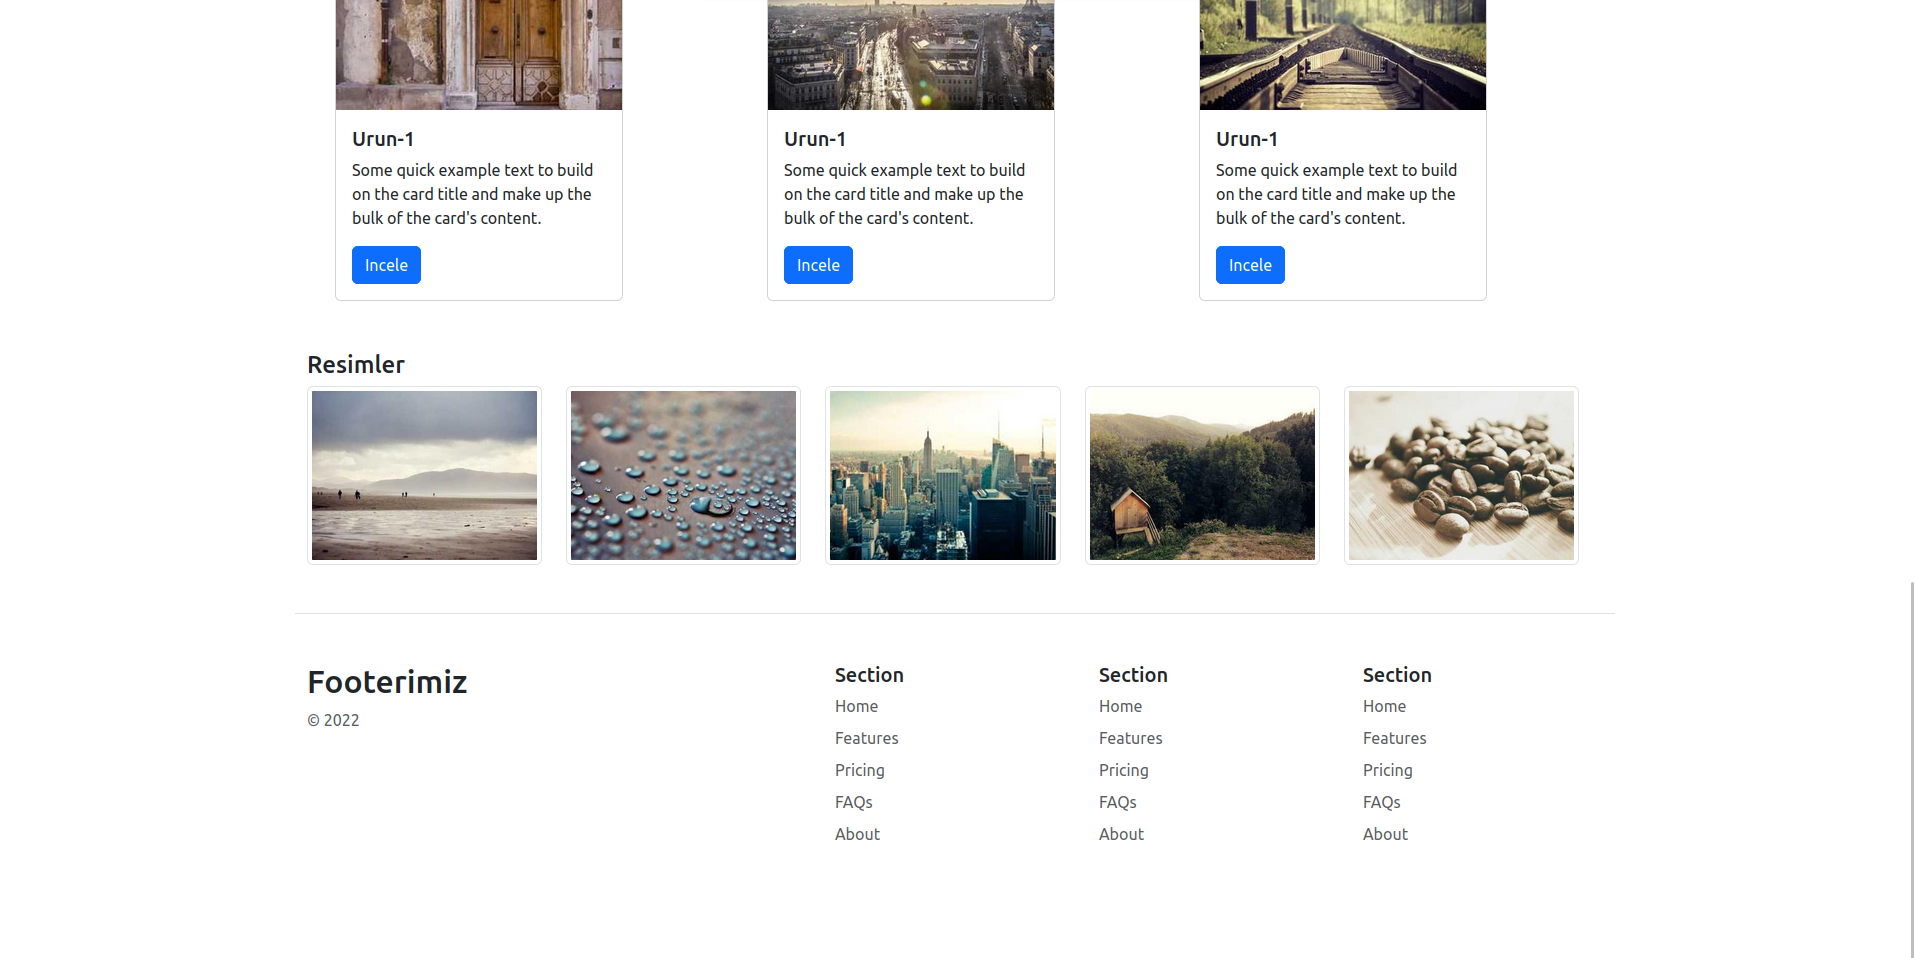 Urun-1
Some quick example text to build
on the card title and make up the
bulk of the card's content.
Incele
Urun-1
Some quick example text to build
on the card title and make up the
bulk of the card's content.
Incele
Urun-1
Some quick example text to build
on the card title and make up the
bulk of the card's content.
Incele
Resimler
Footerimiz
© 2022
Section
Home
Features
Pricing
FAQs
About
Section
Home
Features
Pricing
FAQs
About
Section
Home
Features
Pricing
FAQs
About